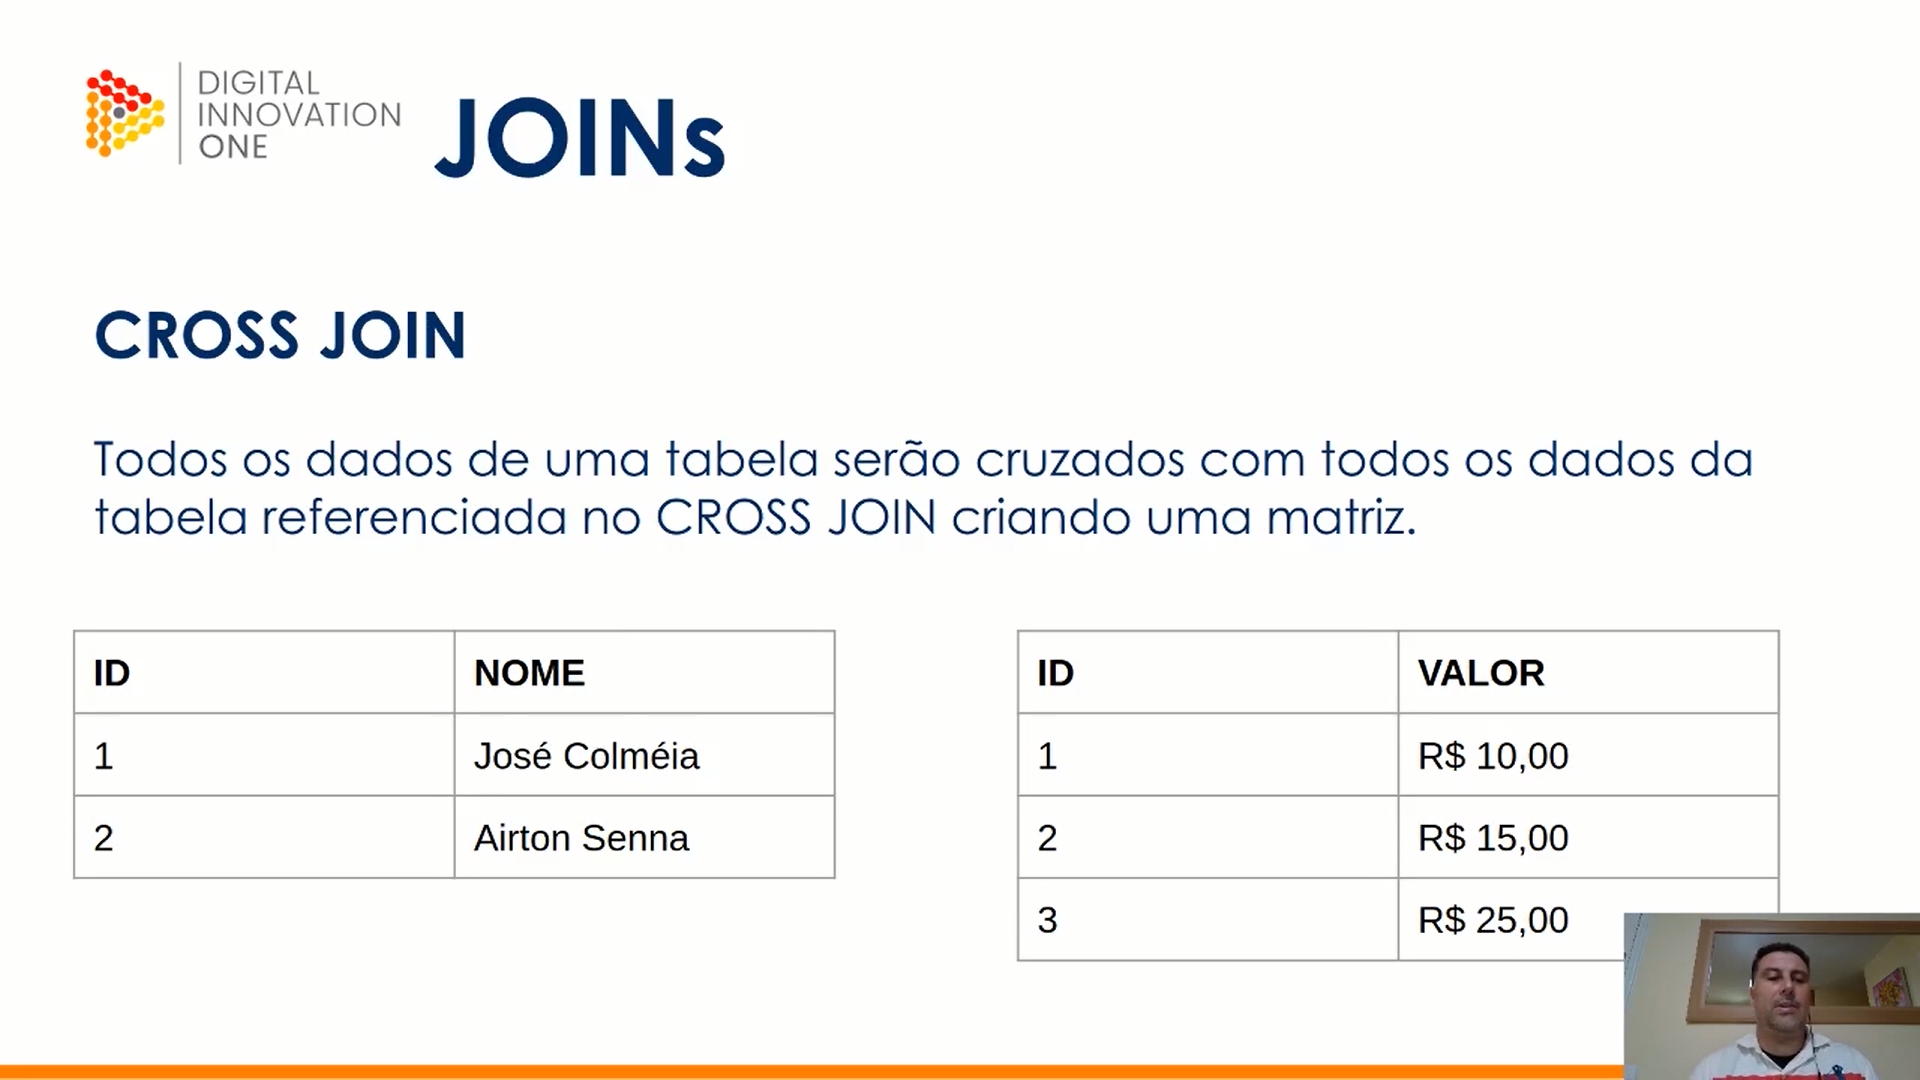 DIGITAL
INNOVATION
ONE
JOINs
CROSS JOIN
Todos os dados de uma tabela serão cruzados com todos os dados da
tabela referenciada no CROSS JOIN criando uma matriz.
ID NOME
1 José Colméia
2 Airton Senna
ID VALOR
1 R$ 10,00
2 R$ 15,00
3 R$ 25,00